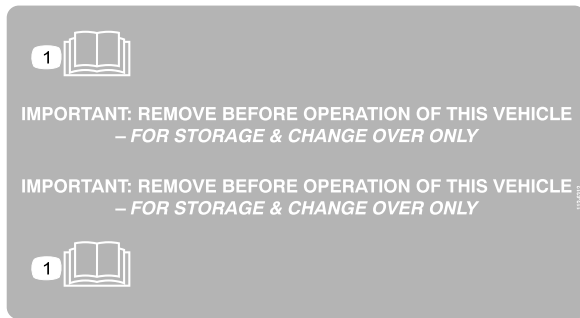 1
IMPORTANT: REMOVE BEFORE OPERATION OF THIS VEHICLE
– FOR STORAGE & CHANGE OVER ONLY
IMPORTANT: REMOVE BEFORE OPERATION OF THIS VEHICLE
– FOR STORAGE & CHANGE OVER ONLY
1